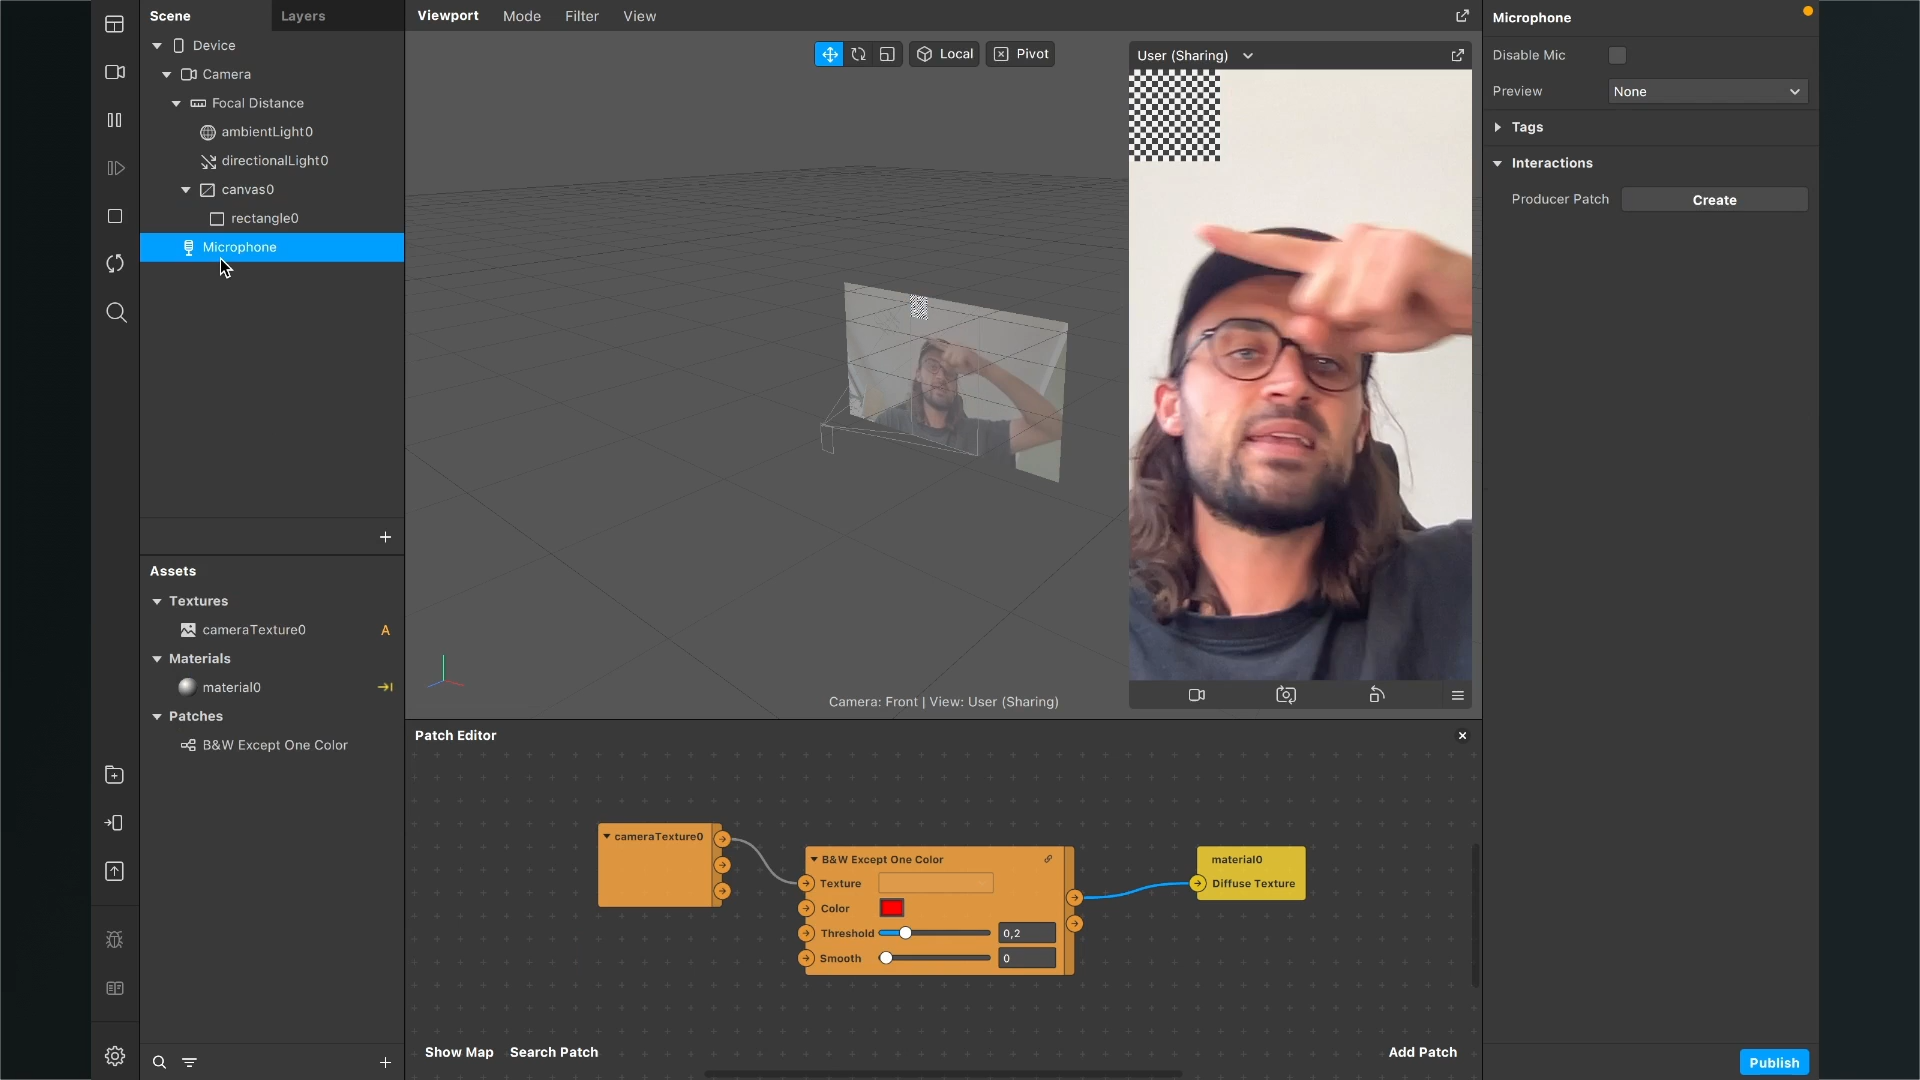 Scene
Layers
Device
Camera
Focal Distance
ambientLight0
directionalLight0
canvas0
rectangle0
Microphone
Assets
Textures
cameraTexture0
A
Materials
material0
Patches
B&W Except One Color
Viewport
Mode
Filter
View
Local
Pivot
User (Sharing)
Camera: Front | View: User (Sharing)
Patch Editor
cameraTexture0
B&W Except One Color
Texture
Color
Threshold
0,2
Smooth
0
material0
Diffuse Texture
Show Map
Search Patch
Add Patch
Microphone
Disable Mic
Preview
None
Tags
Interactions
Producer Patch
Create
Publish